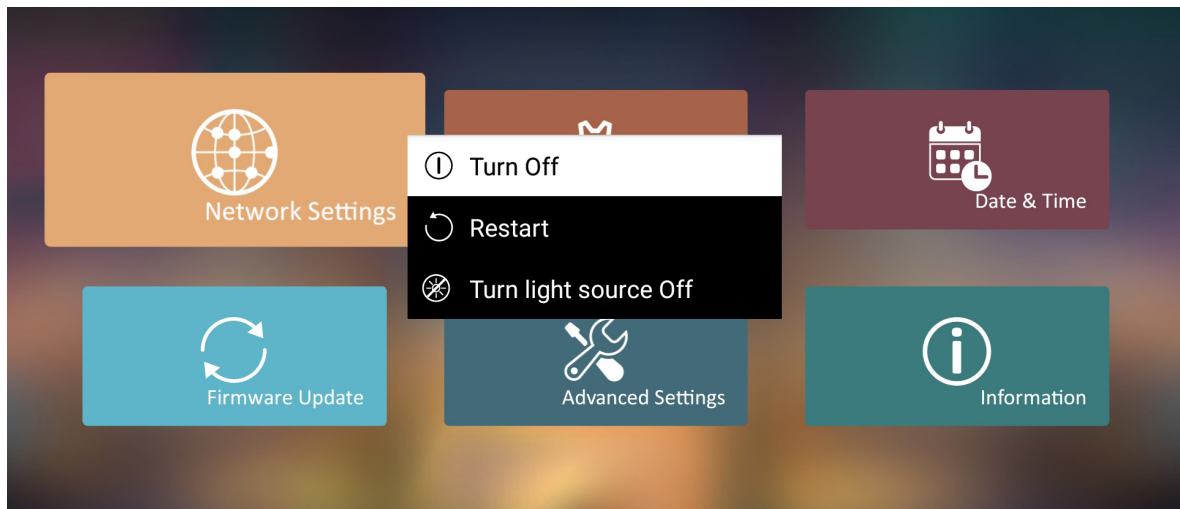 Network Settings
Date & Time
Turn Off
Restart
Turn light source Off
Firmware Update
Advanced Settings
Information